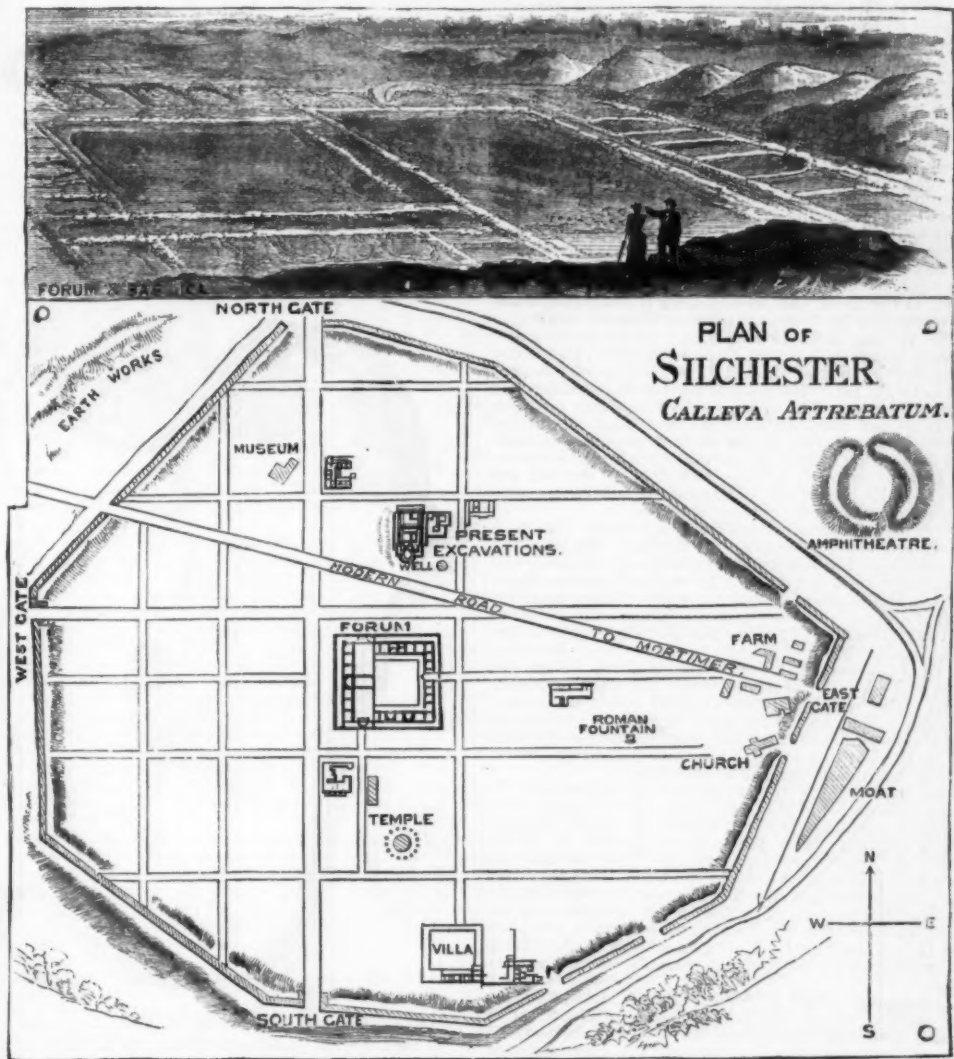 FORUM & BASILICA
NORTH GATE
PLAN OF
SILCHESTER
CALLEVA ATTREBATUM.
EARTH WORKS
MUSEUM
AMPHITHEATRE.
PRESENT
EXCAVATIONS.
WELL
MODERN ROAD TO MORTIMER.
WEST GATE
FORUM
FARM
EAST
GATE
ROMAN
FOUNTAIN
CHURCH
MOAT
TEMPLE
N
W E
S
VILLA
SOUTH GATE